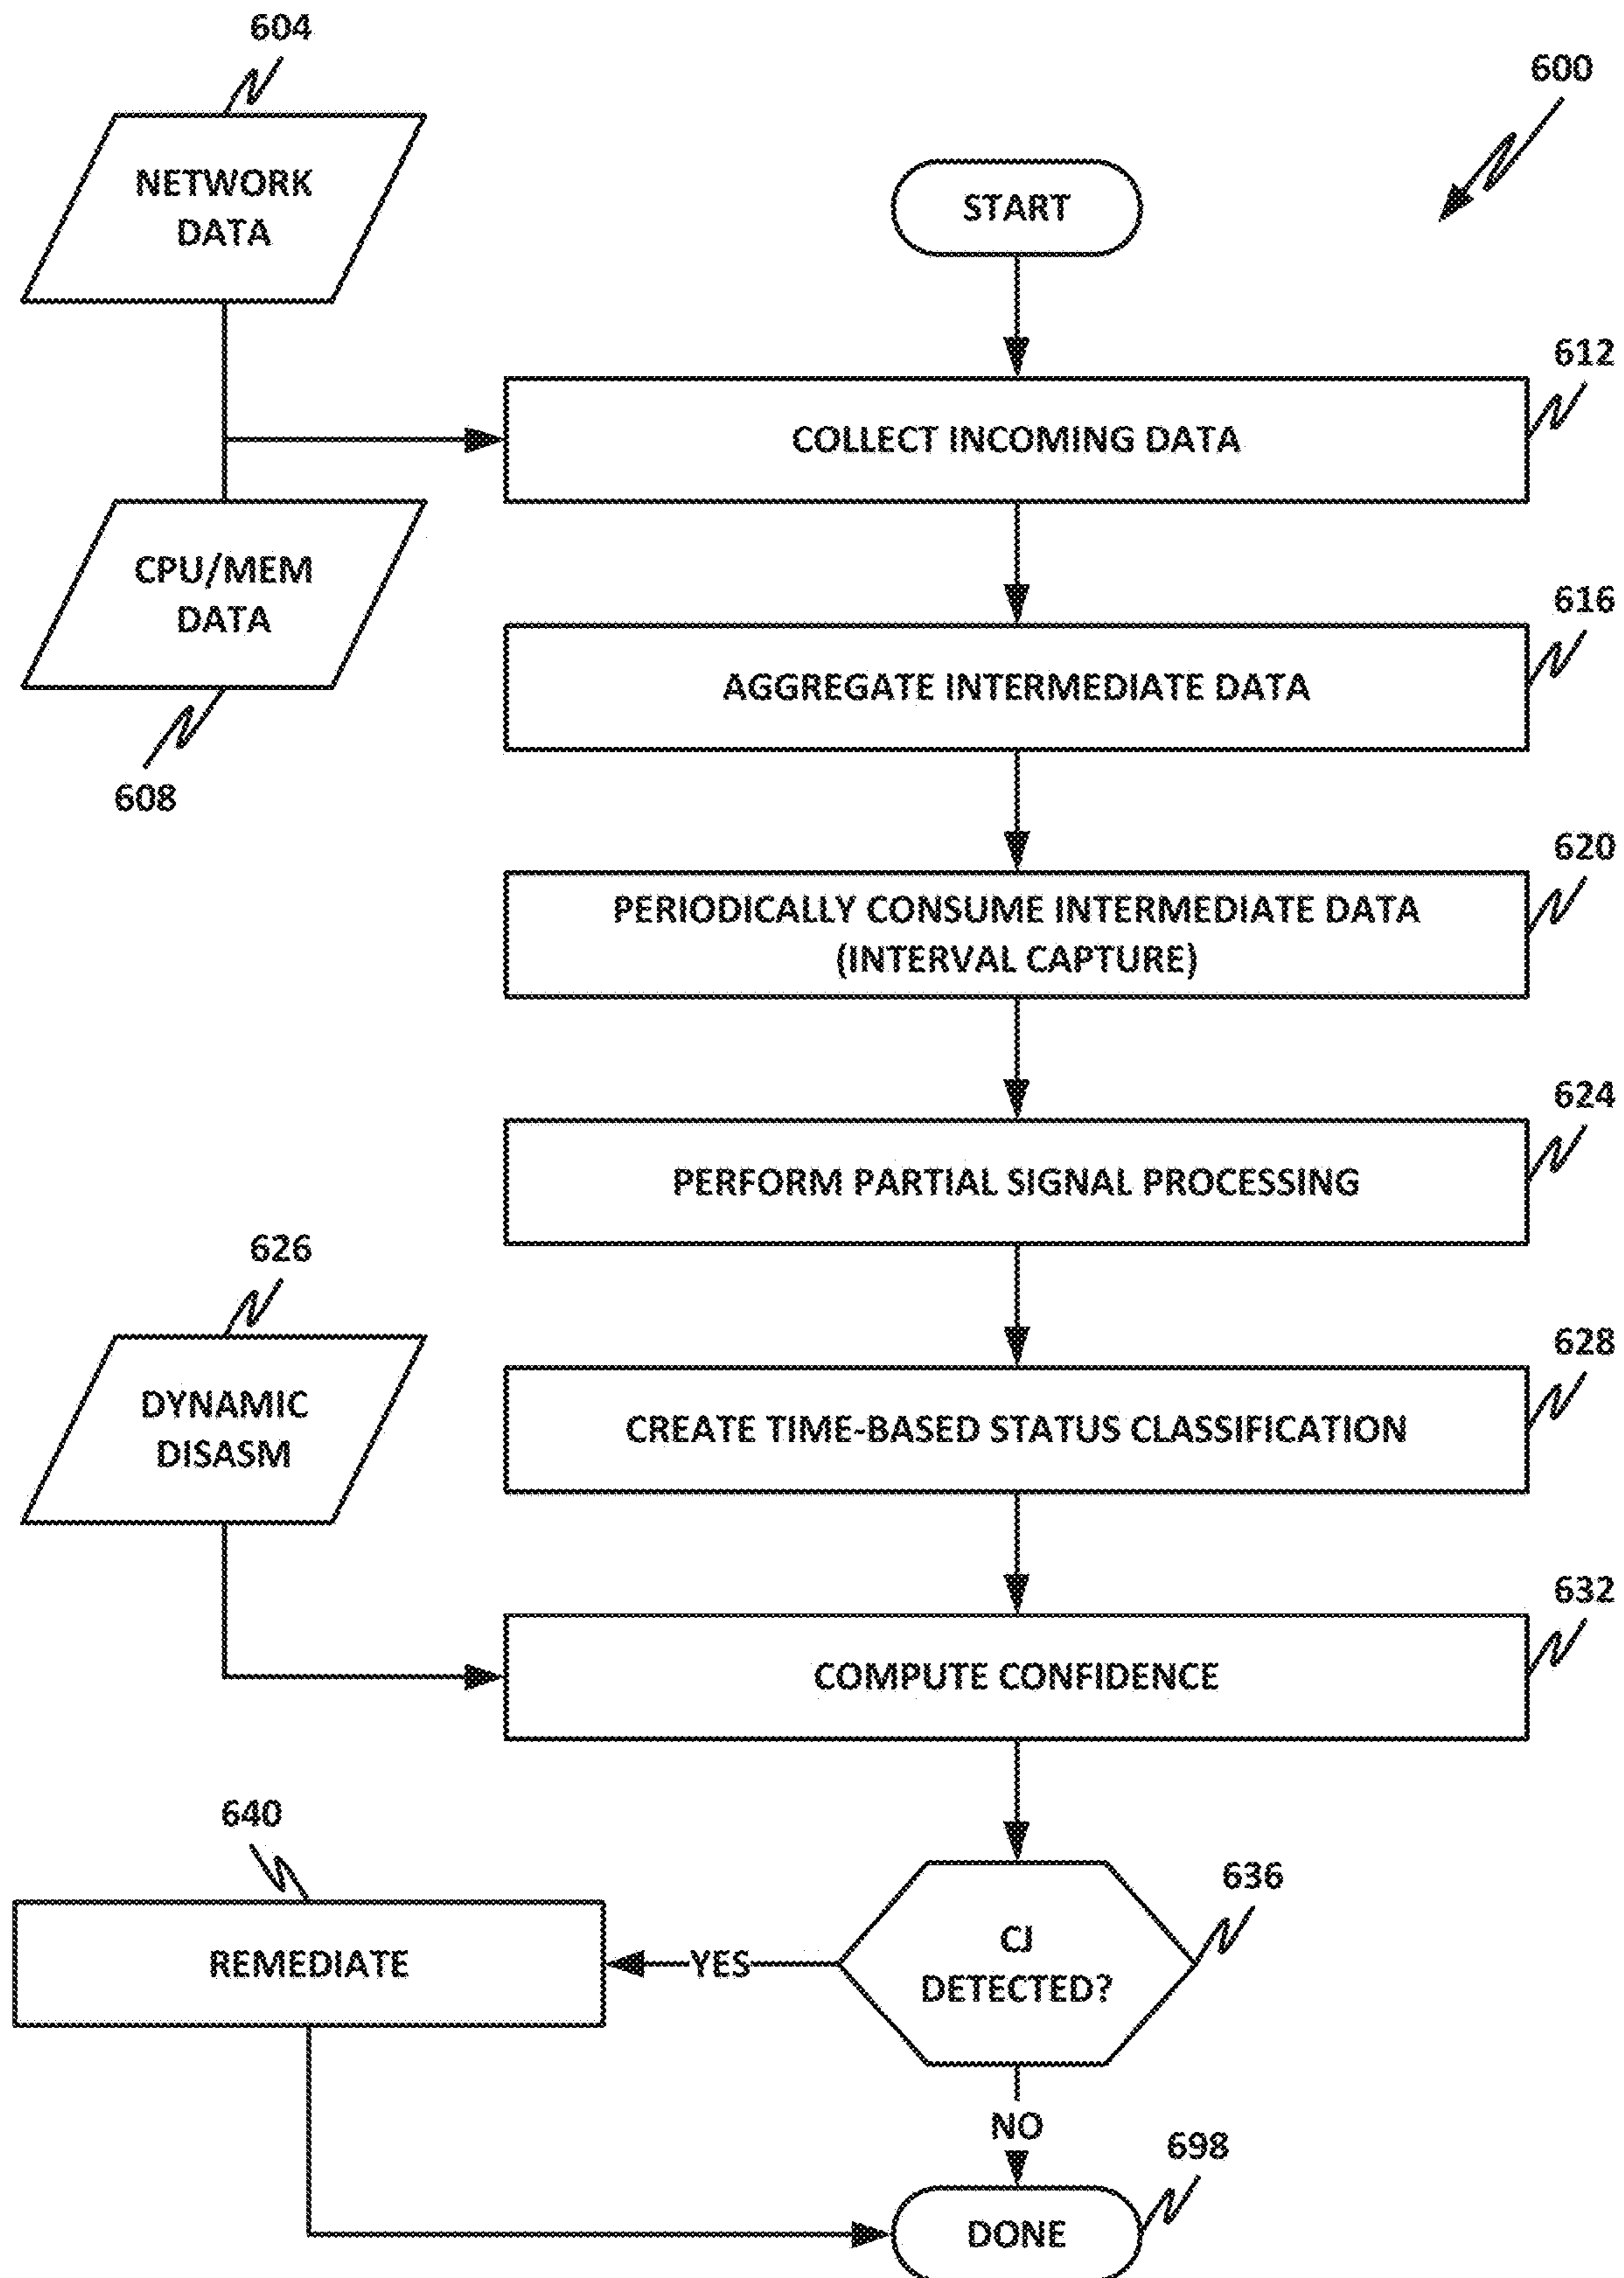 604
600
NETWORK
DATA
START
612
COLLECT INCOMING DATA
CPU/MEM
DATA
608
616
AGGREGATE INTERMEDIATE DATA
620
PERIODICALLY CONSUME INTERMEDIATE DATA
(INTERVAL CAPTURE)
624
PERFORM PARTIAL SIGNAL PROCESSING
626
DYNAMIC
DISASM
628
CREATE TIME-BASED STATUS CLASSIFICATION
632
COMPUTE CONFIDENCE
640
REMEDIATE
636
CJ
DETECTED?
YES
NO
698
DONE